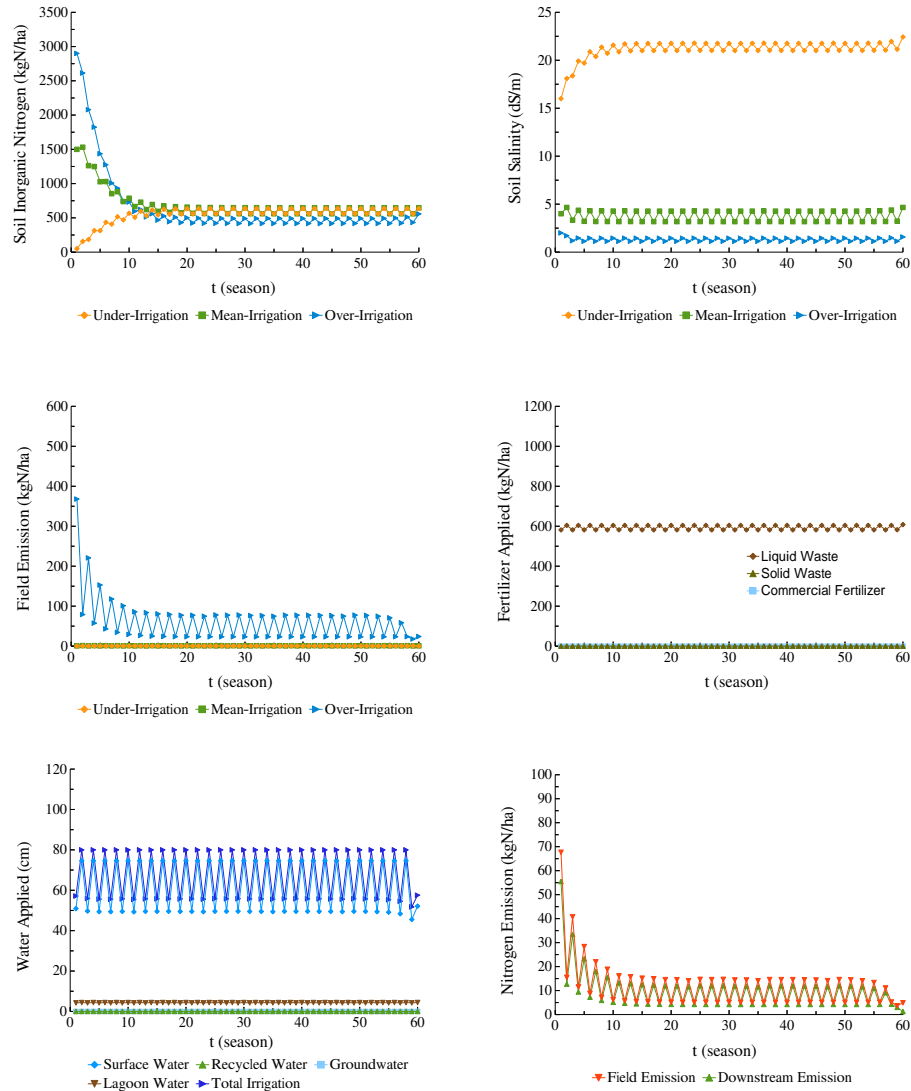 Soil Inorganic Nitrogen (kgN/ha)
3500
3000
2500
2000
1500
1000
500
0
0 10 20 30 40 50 60
t (season)
Under-Irrigation Mean-Irrigation Over-Irrigation
Soil Salinity (dS/m)
25
20
15
10
5
0
0 10 20 30 40 50 60
t (season)
Under-Irrigation Mean-Irrigation Over-Irrigation
Field Emission (kgN/ha)
600
500
400
300
200
100
0
0 10 20 30 40 50 60
t (season)
Under-Irrigation Mean-Irrigation Over-Irrigation
Fertilizer Applied (kgN/ha)
1200
1000
800
600
400
200
0
Liquid Waste
Solid Waste
Commercial Fertilizer
0 10 20 30 40 50 60
t (season)
Water Applied (cm)
120
100
80
60
40
20
0
0 10 20 30 40 50 60
t (season)
Surface Water Recycled Water Groundwater
Lagoon Water Total Irrigation
Nitrogen Emission (kgN/ha)
100
90
80
70
60
50
40
30
20
10
0
0 10 20 30 40 50 60
t (season)
Field Emission Downstream Emission